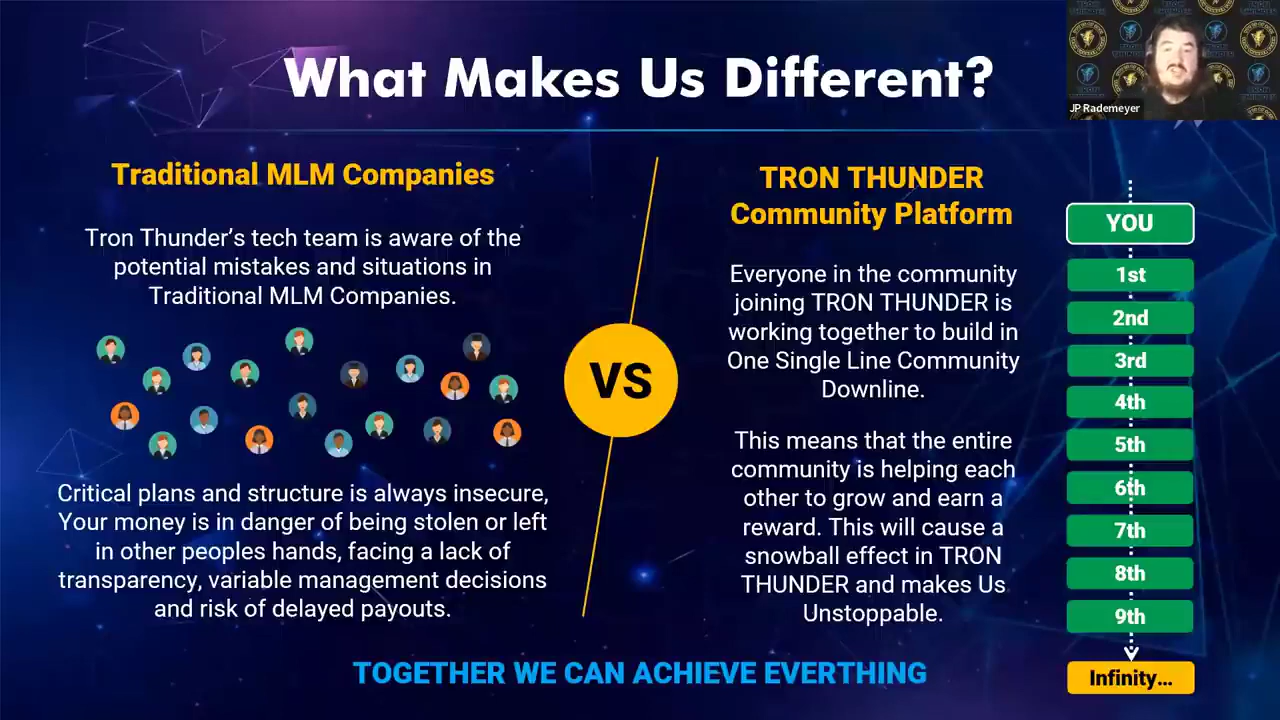 What Makes Us Different?
JP Rademeyer
Traditional MLM Companies
Tron Thunder's tech team is aware of the
potential mistakes and situations in
Traditional MLM Companies.
Critical plans and structure is always insecure,
Your money is in danger of being stolen or left
in other peoples hands, facing a lack of
transparency, variable management decisions
and risk of delayed payouts.
VS
TRON THUNDER
Community Platform
Everyone in the community
joining TRON THUNDER is
working together to build in
One Single Line Community
Downline.
This means that the entire
community is helping each
other to grow and earn a
reward. This will cause a
snowball effect in TRON
THUNDER and makes Us
Unstoppable.
YOU
1st
2nd
3rd
4th
5th
6th
7th
8th
9th
Infinity...
TOGETHER WE CAN ACHIEVE EVERTHING